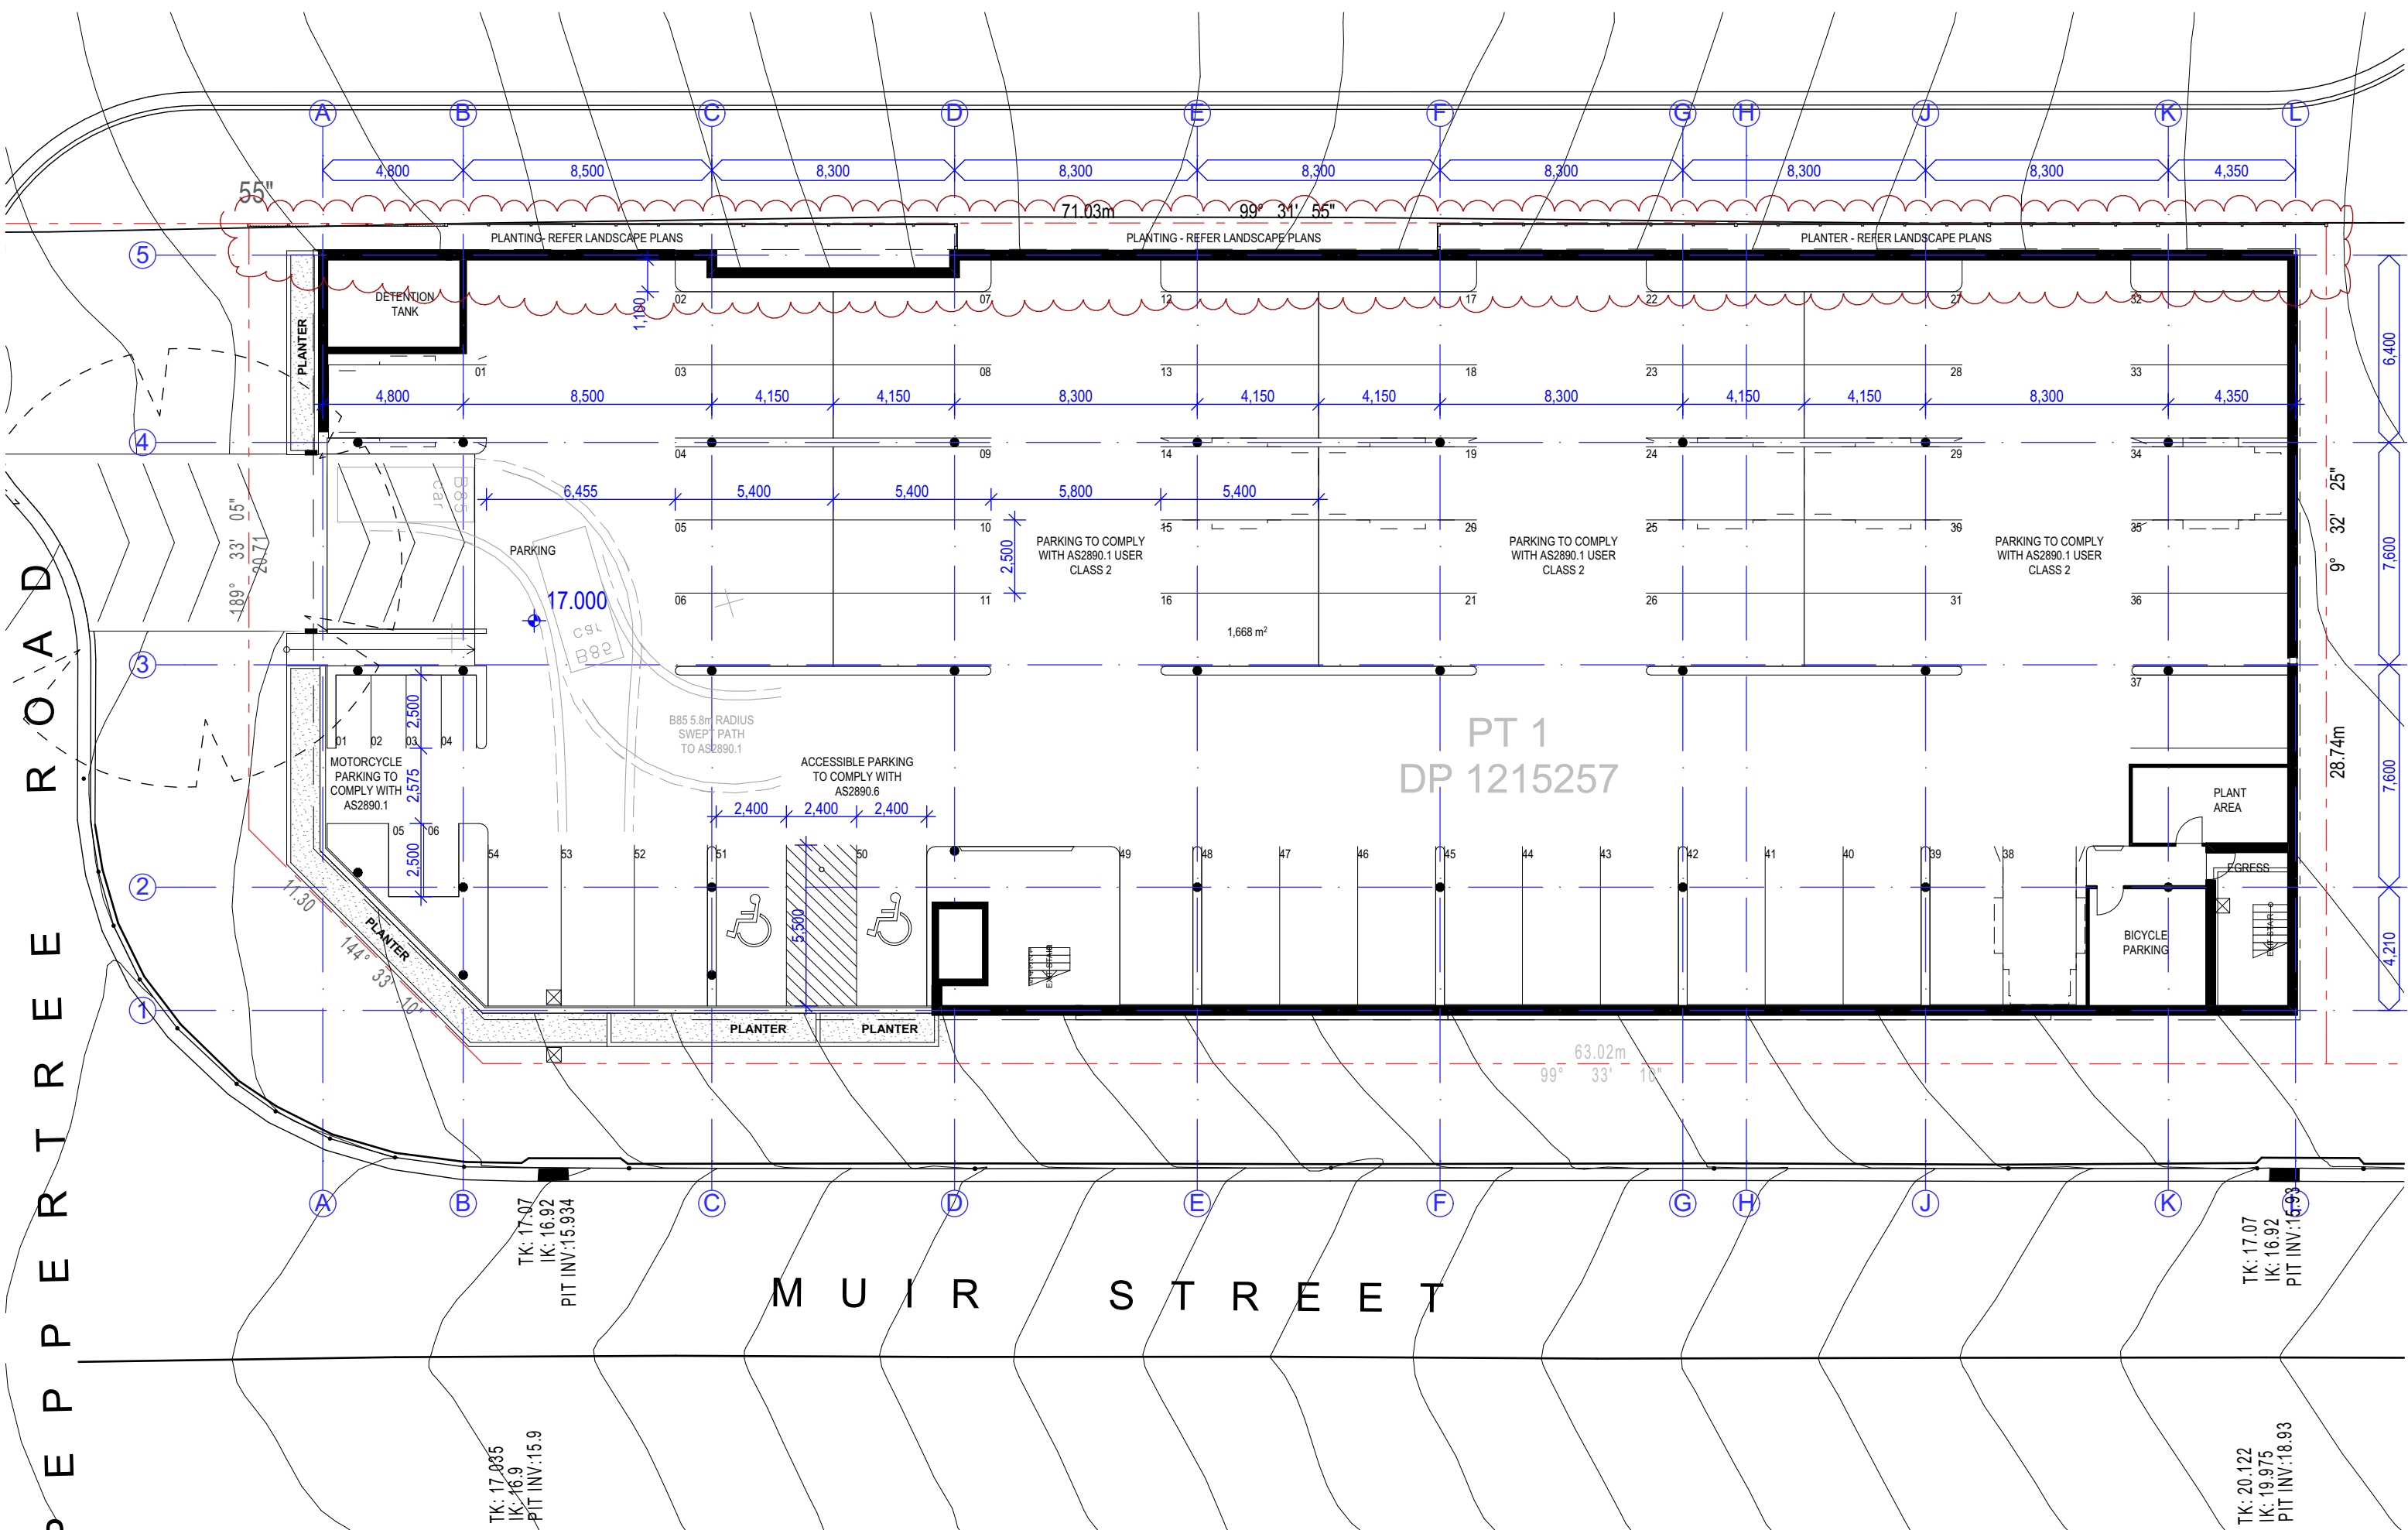 A B C D E F G H J K L
4,800 8,500 8,300 8,300 8,300 8,300 8,300 8,300 4,350
55"
71.03m 99° 31' 55"
PLANTING- REFER LANDSCAPE PLANS
PLANTING - REFER LANDSCAPE PLANS
PLANTER - REFER LANDSCAPE PLANS
5
DETENTION
TANK
PLANTER
1,100
02 07 12 17 22 27 32
6,400
01 03 08 13 18 23 28 33
4,800 8,500 4,150 4,150 8,300 4,150 4,150 8,300 4,150 4,150 8,300 4,350
4
04 09 14 19 24 29 34
B85
car
6,455 5,400 5,400 5,800 5,400
189° 33' 05"
20.71
9° 32' 25"
28.74m
05 10 15 20 25 30 35
PARKING
2,500
PARKING TO COMPLY
WITH AS2890.1 USER
CLASS 2
PARKING TO COMPLY
WITH AS2890.1 USER
CLASS 2
PARKING TO COMPLY
WITH AS2890.1 USER
CLASS 2
7,600
17.000
06 11 16 21 26 31 36
car
B85
1,668 m²
3
37
2,500
01 02 03 04
B85 5.8m RADIUS
SWEPT PATH
TO AS2890.1
PT 1
DP 1215257
MOTORCYCLE
PARKING TO
COMPLY WITH
AS2890.1
2,575
ACCESSIBLE PARKING
TO COMPLY WITH
AS2890.6
7,600
PLANT
AREA
2,400 2,400 2,400
05 06
2,500
54 53 52 51 50 49 48 47 46 45 44 43 42 41 40 39 38
EGRESS
2
11.30
144° 33' 10"
PLANTER
5,500
EXIT STAIR
BICYCLE
PARKING
EXIT STAIR
4,210
1
PLANTER
PLANTER
63.02m
99° 33' 10"
A B C D E F G H J K L
TK: 17.07
IK: 16.92
PIT INV:15.934
TK: 17.07
IK: 16.92
PIT INV:15.93
MUIR STREET
PEPPERTREE ROAD
TK: 17.035
IK: 16.9
PIT INV:15.9
TK: 20.122
IK: 19.975
PIT INV:18.93